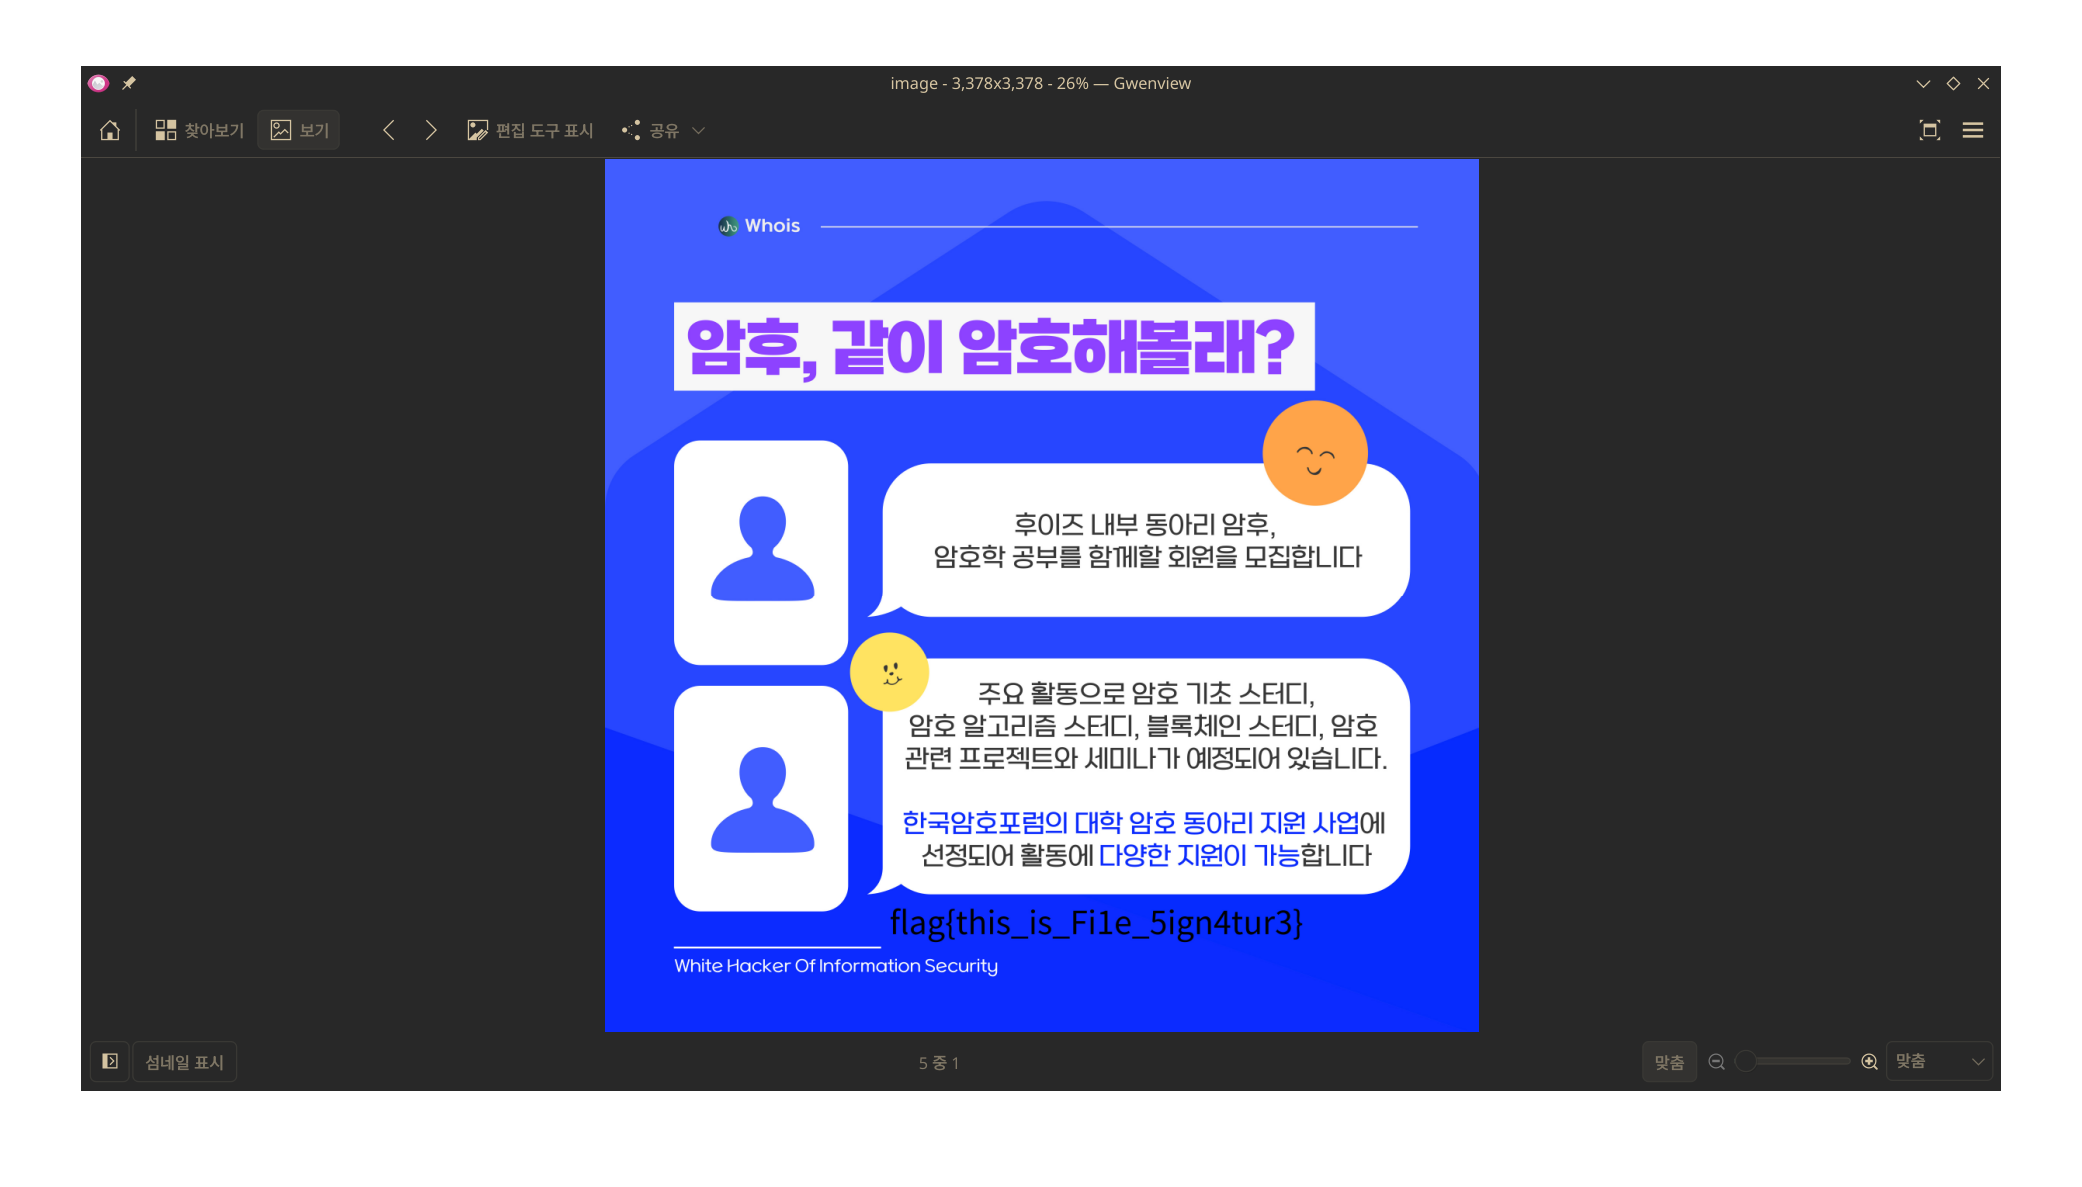 image - 3,378x3,378 - 26% — Gwenview
찾아보기 보기 편집 도구 표시 공유
Whois
암후, 같이 암호해볼래?
후이즈 내부 동아리 암후,
암호학 공부를 함께할 회원을 모집합니다
주요 활동으로 암호 기초 스터디,
암호 알고리즘 스터디, 블록체인 스터디, 암호
관련 프로젝트와 세미나가 예정되어 있습니다.
한국암호포럼의 대학 암호 동아리 지원 사업에
선정되어 활동에 다양한 지원이 가능합니다
flag{this_is_Fi1e_5ign4tur3}
White Hacker Of Information Security
섬네일 표시 5 중 1 맞춤 맞춤